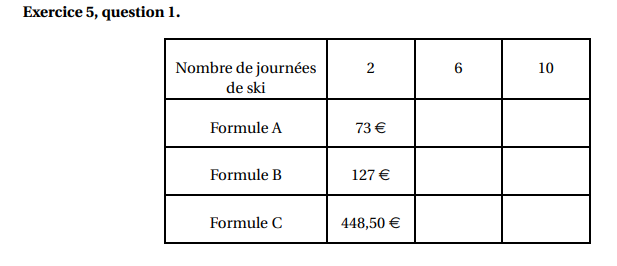 Exercice 5, question 1.
Nombre de journées de ski 2 6 10
Formule A 73 €
Formule B 127 €
Formule C 448,50 €